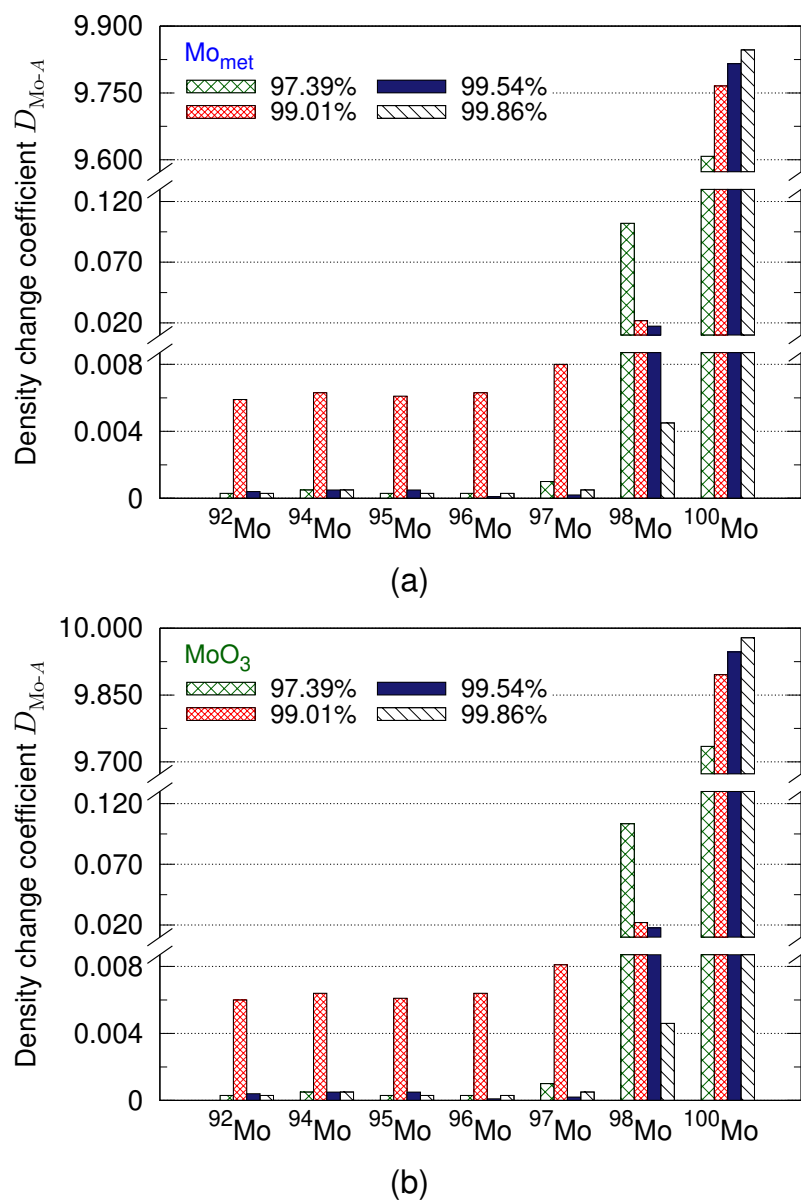 Density change coefficient D_Mo-A
9.900
9.750
9.600
0.120
0.070
0.020
0.008
0.004
0
Mo_met
97.39% 99.54%
99.01% 99.86%
⁹²Mo ⁹⁴Mo ⁹⁵Mo ⁹⁶Mo ⁹⁷Mo ⁹⁸Mo ¹⁰⁰Mo
(a)
Density change coefficient D_Mo-A
10.000
9.850
9.700
0.120
0.070
0.020
0.008
0.004
0
MoO₃
97.39% 99.54%
99.01% 99.86%
⁹²Mo ⁹⁴Mo ⁹⁵Mo ⁹⁶Mo ⁹⁷Mo ⁹⁸Mo ¹⁰⁰Mo
(b)